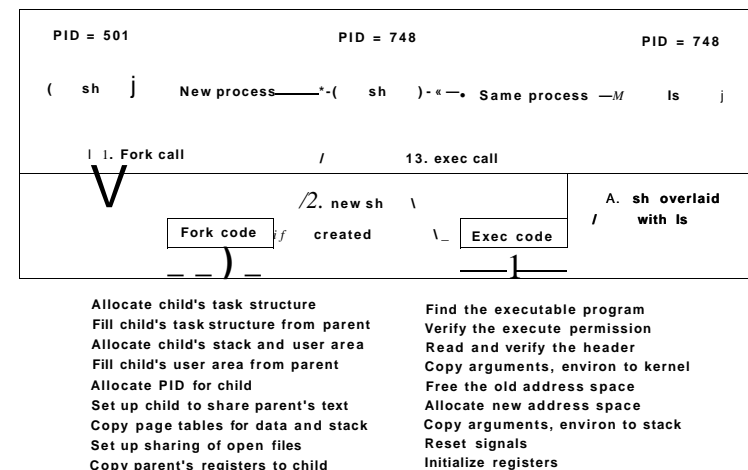 PID = 501 PID = 748 PID = 748
( sh j New process *-( sh )-«—• Same process —M ls j
l 1. Fork call / 13. exec call
V
/2. new sh \ A. sh overlaid
/ with ls
Fork code if created \_ Exec code
_ _ ) _ —1—
Allocate child's task structure
Fill child's task structure from parent
Allocate child's stack and user area
Fill child's user area from parent
Allocate PID for child
Set up child to share parent's text
Copy page tables for data and stack
Set up sharing of open files
Copy parent's registers to child
Find the executable program
Verify the execute permission
Read and verify the header
Copy arguments, environ to kernel
Free the old address space
Allocate new address space
Copy arguments, environ to stack
Reset signals
Initialize registers